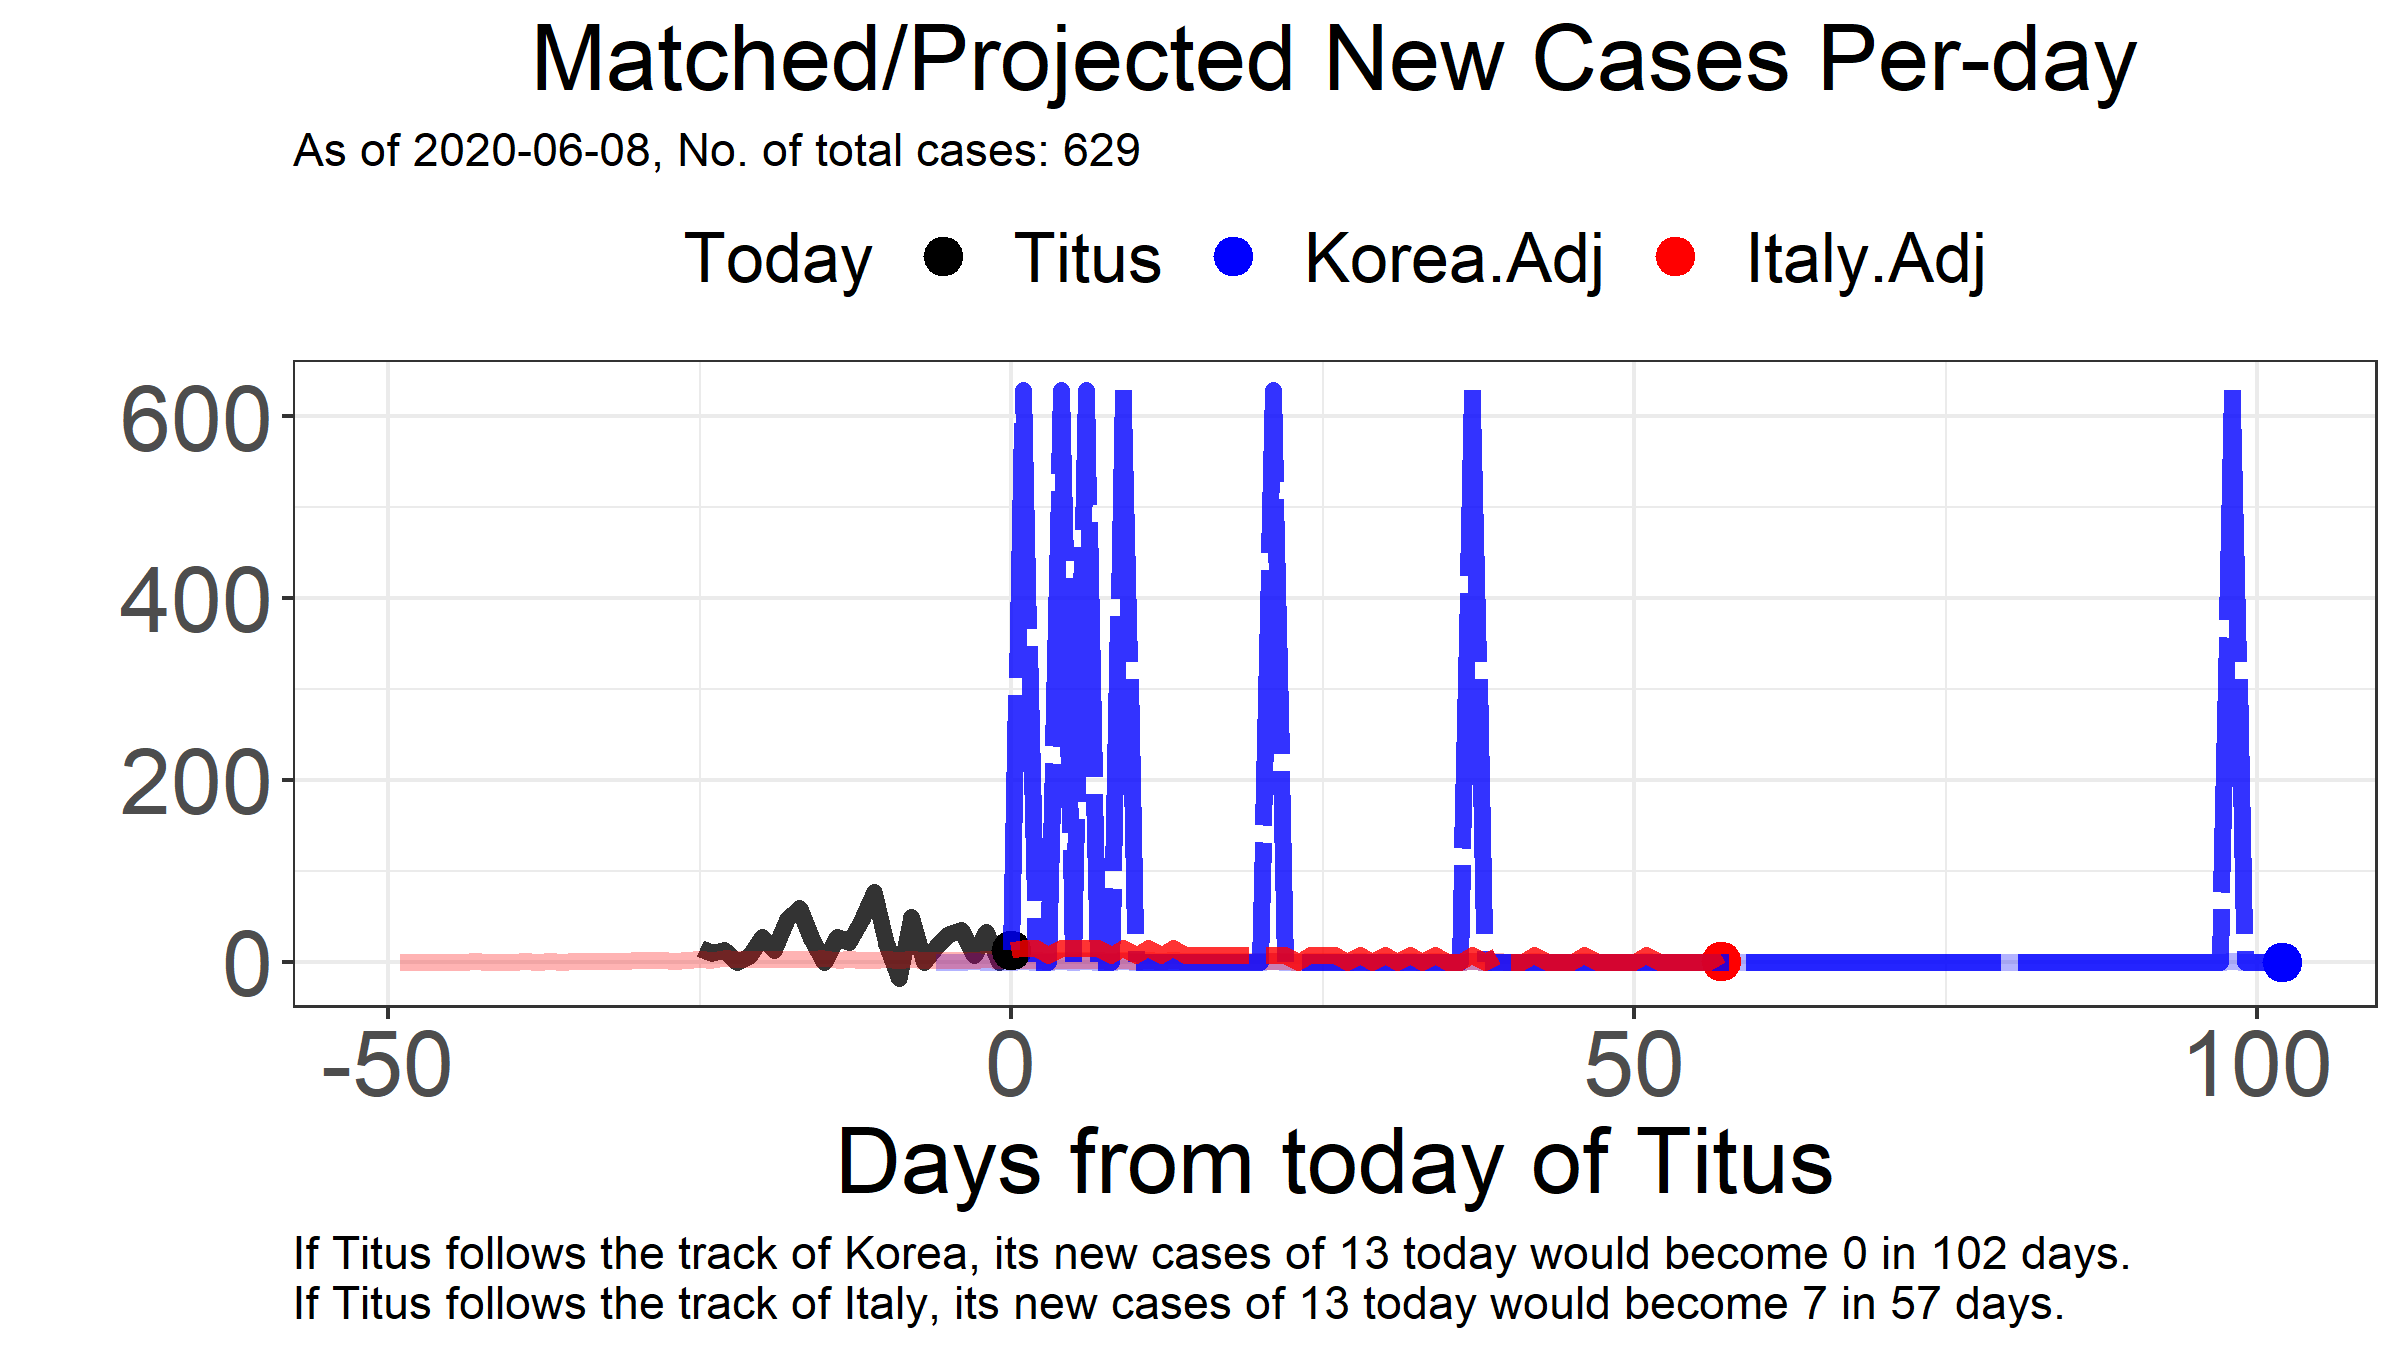 Matched/Projected New Cases Per-day
As of 2020-06-08, No. of total cases: 629
Today Titus Korea.Adj Italy.Adj
600
400
200
0
-50 0 50 100
Days from today of Titus
If Titus follows the track of Korea, its new cases of 13 today would become 0 in 102 days.
If Titus follows the track of Italy, its new cases of 13 today would become 7 in 57 days.